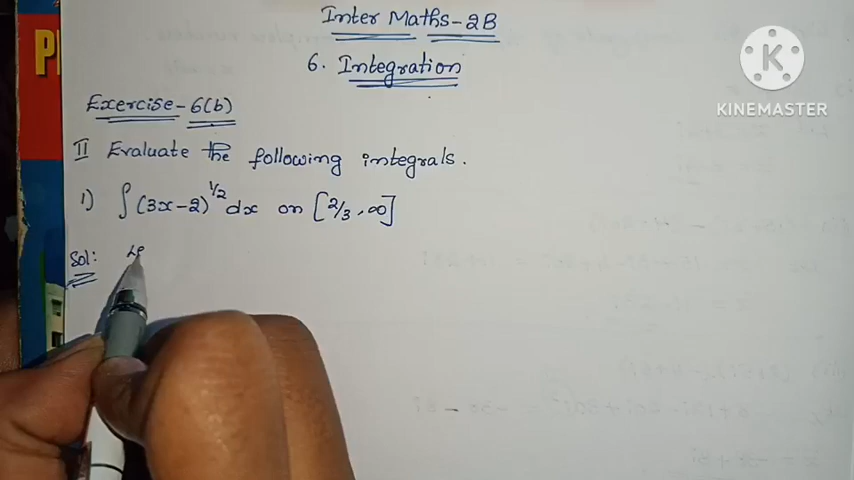 Inter Maths-2B
6. Integration
K
KINEMASTER
Exercise-6(b)
II Evaluate the following integrals.
1) ∫(3x-2)^1/2 dx on [2/3, ∞]
Sol: Le
P